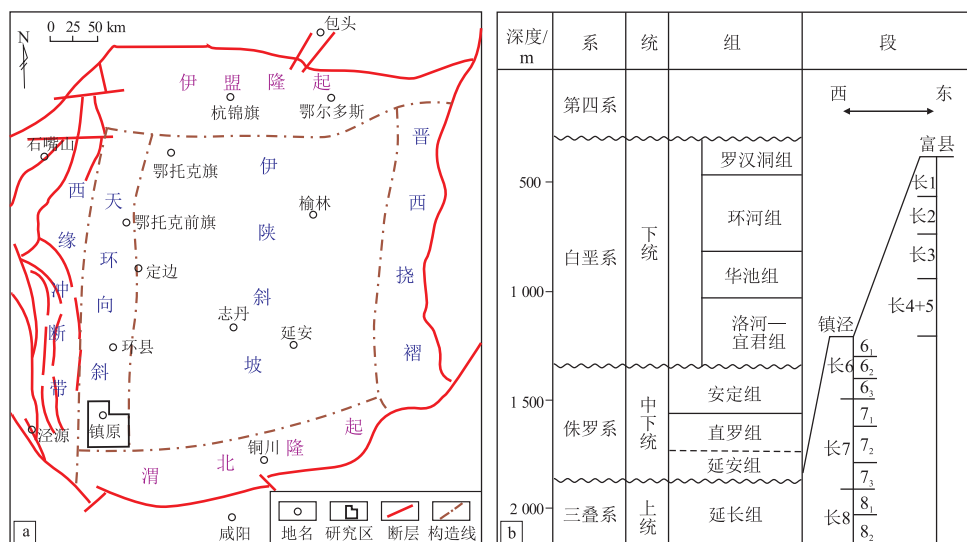 N
0 25 50 km
包头
伊盟隆起
杭锦旗
鄂尔多斯
石嘴山
鄂托克旗
鄂托克前旗
榆林
定边
志丹
延安
环县
镇原
泾源
铜川
咸阳
西缘冲断带
天环向斜
伊陕斜坡
晋西挠褶
渭北隆起
地名
研究区
断层
构造线
a
深度/m
系
统
组
段
500
1 000
1 500
2 000
第四系
白垩系
下统
罗汉洞组
环河组
华池组
洛河—
宜君组
侏罗系
中下统
安定组
直罗组
延安组
三叠系
上统
延长组
西
东
富县
长1
长2
长3
长4+5
镇泾
长6
6₁
6₂
6₃
长7
7₁
7₂
7₃
长8
8₁
8₂
b